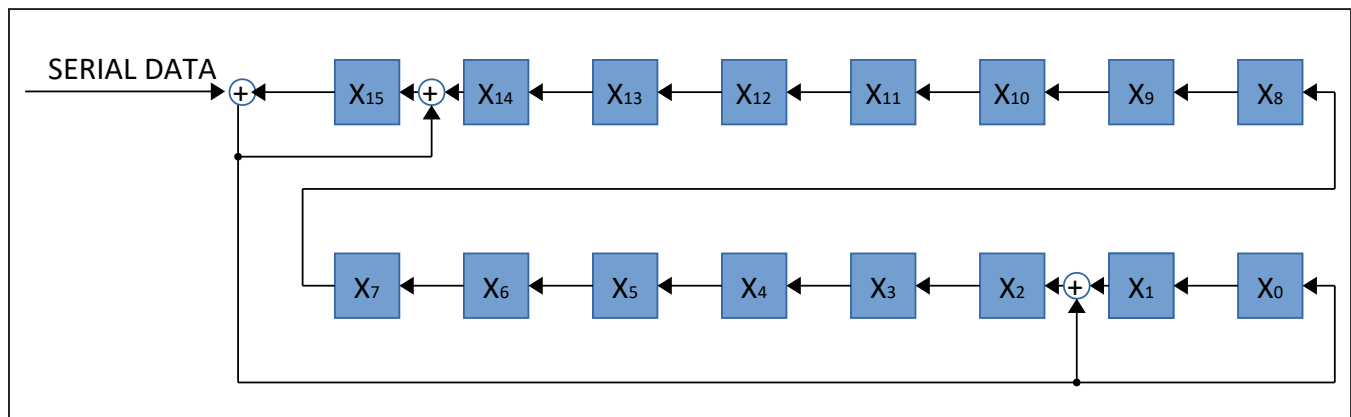 SERIAL DATA
+ X15 + X14 X13 X12 X11 X10 X9 X8
X7 X6 X5 X4 X3 X2 + X1 X0